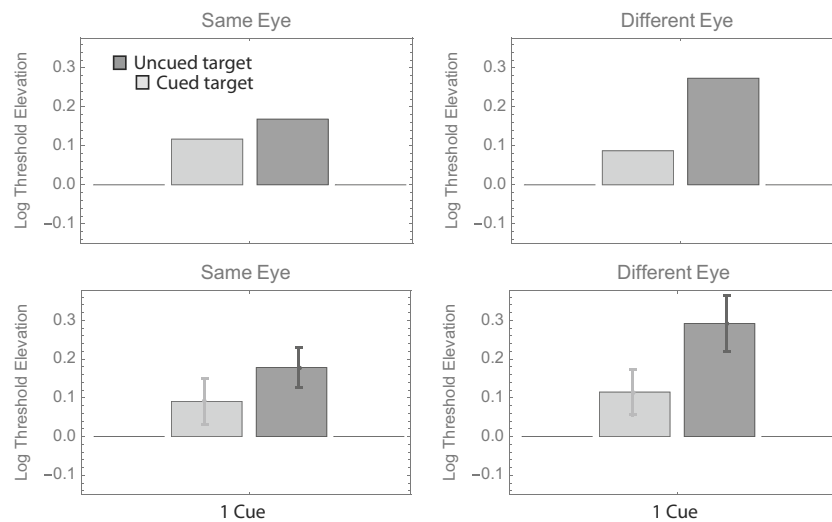 Same Eye
Different Eye
Log Threshold Elevation
0.3
0.2
0.1
0.0
−0.1
Uncued target
Cued target
Log Threshold Elevation
0.3
0.2
0.1
0.0
−0.1
Same Eye
Different Eye
Log Threshold Elevation
0.3
0.2
0.1
0.0
−0.1
Log Threshold Elevation
0.3
0.2
0.1
0.0
−0.1
1 Cue
1 Cue